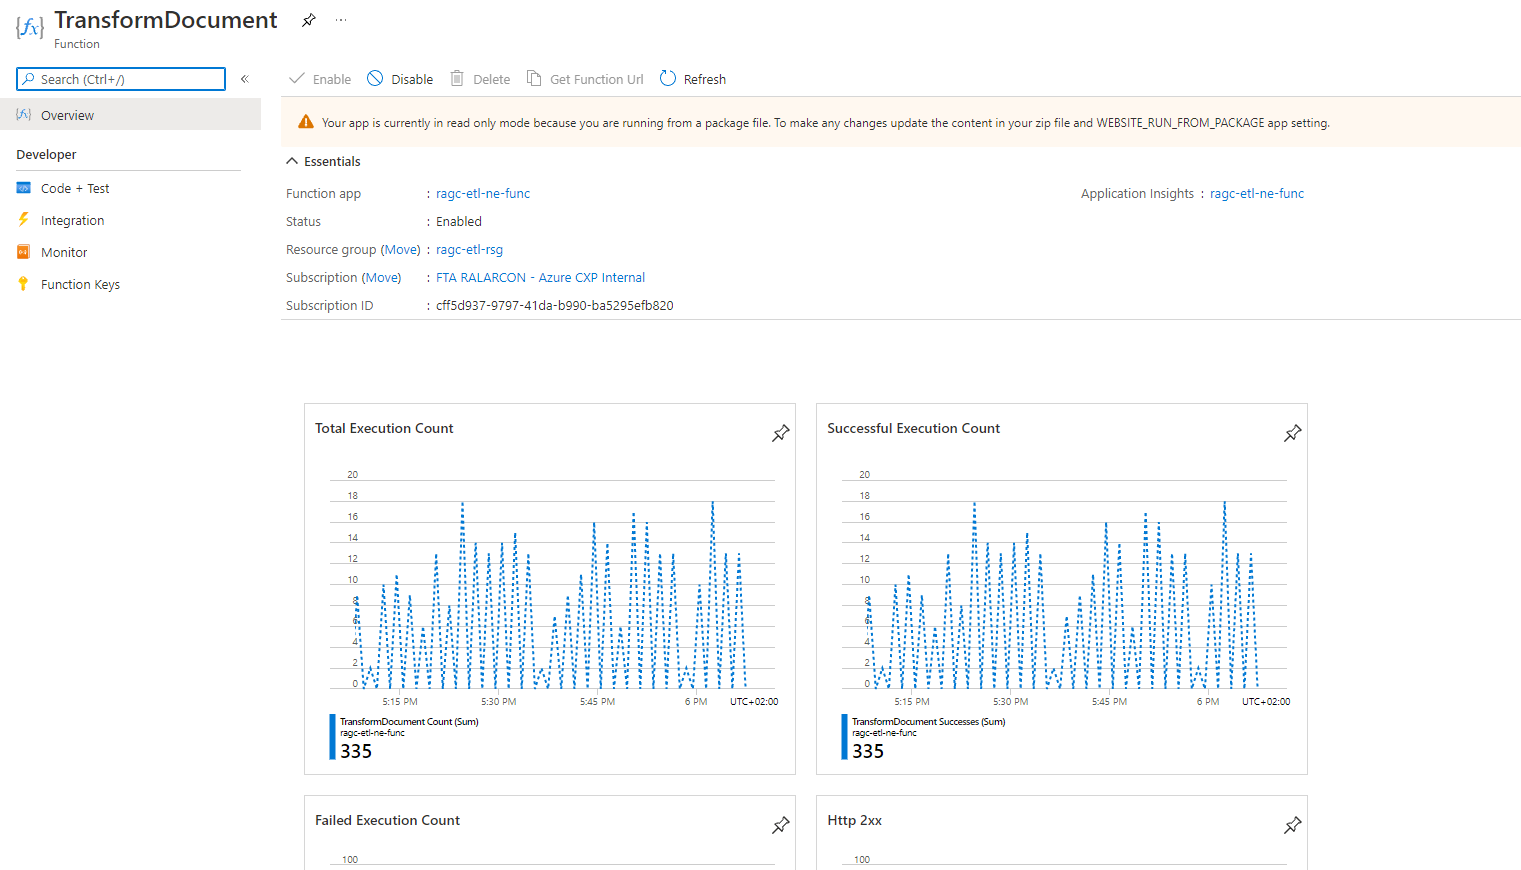 TransformDocument
Function
Search (Ctrl+/)
«
Enable
Disable
Delete
Get Function Url
Refresh
Overview
Developer
Code + Test
Integration
Monitor
Function Keys
Your app is currently in read only mode because you are running from a package file. To make any changes update the content in your zip file and WEBSITE_RUN_FROM_PACKAGE app setting.
Essentials
Function app : ragc-etl-ne-func
Application Insights : ragc-etl-ne-func
Status : Enabled
Resource group (Move) : ragc-etl-rsg
Subscription (Move) : FTA RALARCON - Azure CXP Internal
Subscription ID : cff5d937-9797-41da-b990-ba5295efb820
Total Execution Count
20
18
16
14
12
10
8
6
4
2
0
5:15 PM 5:30 PM 5:45 PM 6 PM UTC+02:00
TransformDocument Count (Sum)
ragc-etl-ne-func
335
Successful Execution Count
20
18
16
14
12
10
8
6
4
2
0
5:15 PM 5:30 PM 5:45 PM 6 PM UTC+02:00
TransformDocument Successes (Sum)
ragc-etl-ne-func
335
Failed Execution Count
100
Http 2xx
100